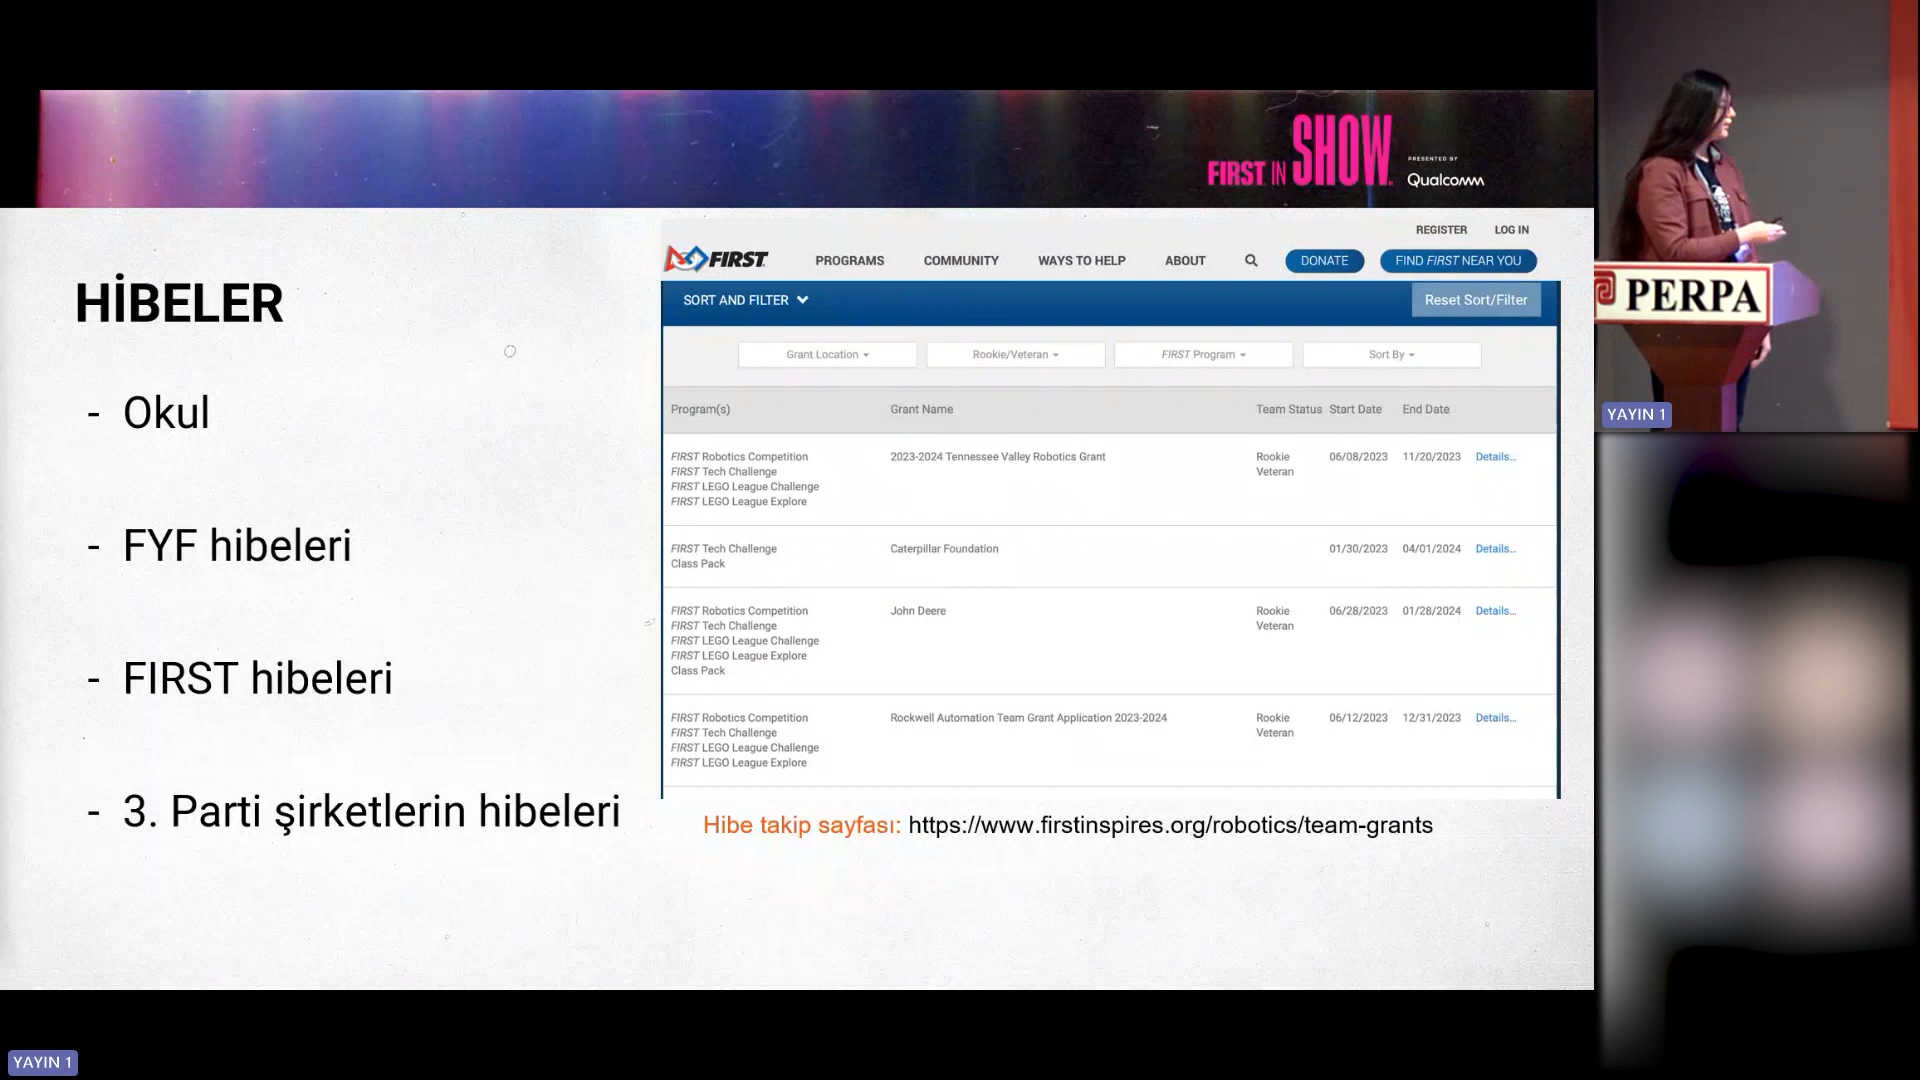 FIRST IN SHOW
PRESENTED BY
Qualcomm
HİBELER
- Okul
- FYF hibeleri
- FIRST hibeleri
- 3. Parti şirketlerin hibeleri
REGISTER LOG IN
FIRST PROGRAMS COMMUNITY WAYS TO HELP ABOUT DONATE FIND FIRST NEAR YOU
SORT AND FILTER Reset Sort/Filter
Grant Location Rookie/Veteran FIRST Program Sort By
Program(s) Grant Name Team Status Start Date End Date
FIRST Robotics Competition 2023-2024 Tennessee Valley Robotics Grant Rookie 06/08/2023 11/20/2023 Details...
FIRST Tech Challenge Veteran
FIRST LEGO League Challenge
FIRST LEGO League Explore
FIRST Tech Challenge Caterpillar Foundation 01/30/2023 04/01/2024 Details...
Class Pack
FIRST Robotics Competition John Deere Rookie 06/28/2023 01/28/2024 Details...
FIRST Tech Challenge Veteran
FIRST LEGO League Challenge
FIRST LEGO League Explore
Class Pack
FIRST Robotics Competition Rockwell Automation Team Grant Application 2023-2024 Rookie 06/12/2023 12/31/2023 Details...
FIRST Tech Challenge Veteran
FIRST LEGO League Challenge
FIRST LEGO League Explore
Hibe takip sayfası: https://www.firstinspires.org/robotics/team-grants
PERPA
YAYIN 1
YAYIN 1